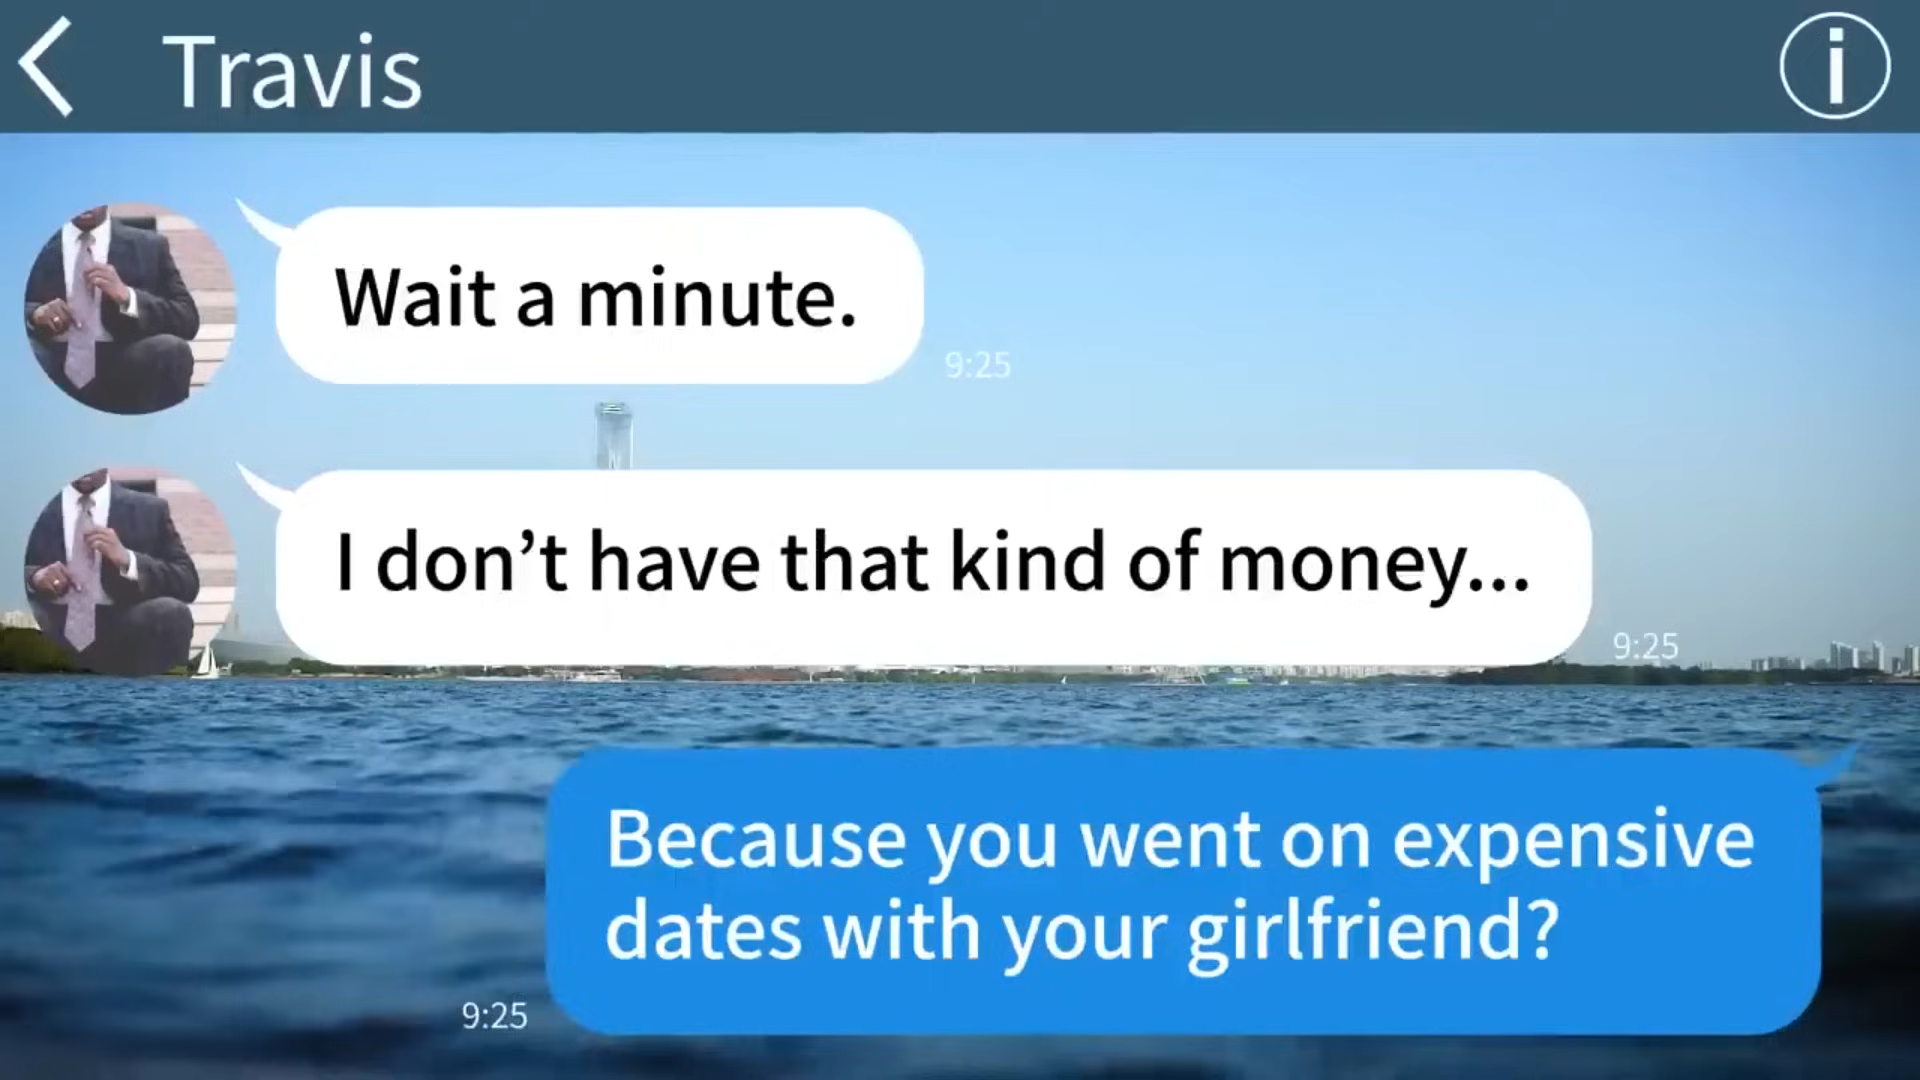 Travis
Wait a minute.
9:25
I don’t have that kind of money...
9:25
Because you went on expensive
dates with your girlfriend?
9:25